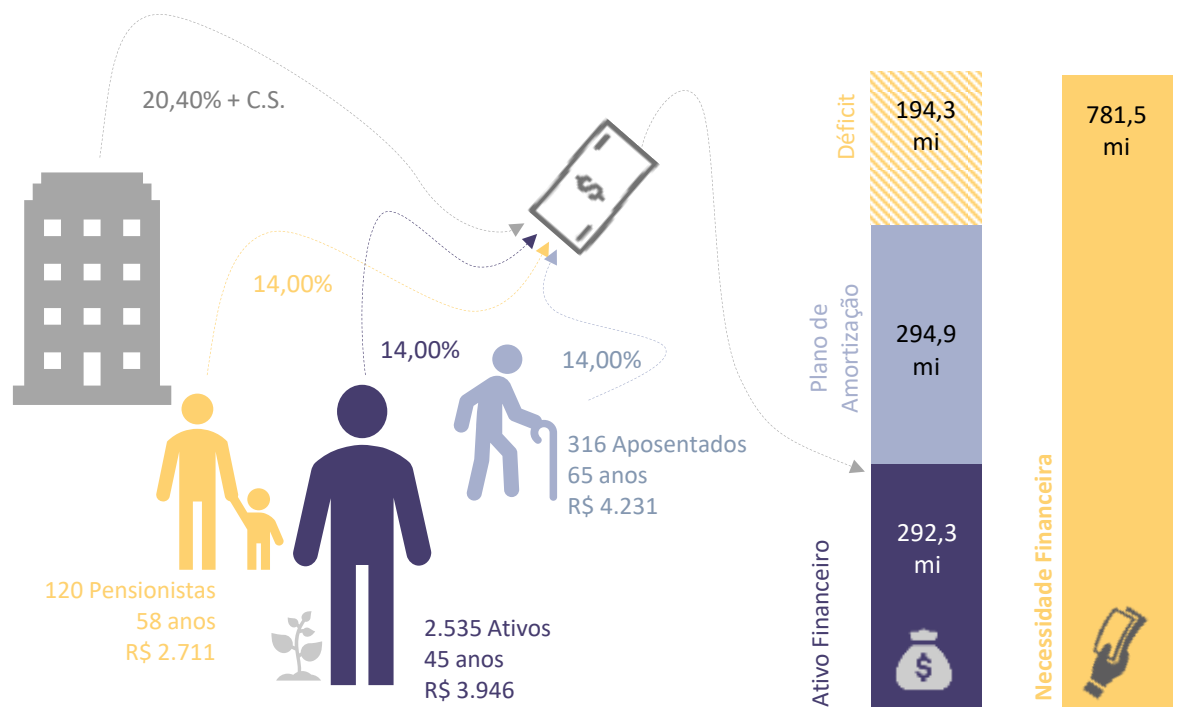 20,40% + C.S.
14,00%
14,00%
14,00%
120 Pensionistas
58 anos
R$ 2.711
2.535 Ativos
45 anos
R$ 3.946
316 Aposentados
65 anos
R$ 4.231
$
Déficit
194,3
mi
Plano de
Amortização
294,9
mi
Ativo Financeiro
292,3
mi
$
Necessidade Financeira
781,5
mi